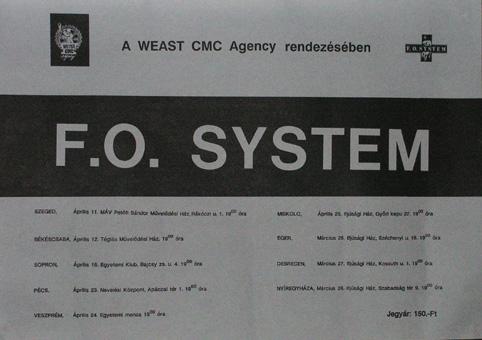 A WEAST CMC Agency rendezésében
F.O. SYSTEM
F.O. SYSTEM
SZEGED, Április 11. MÁV Petőfi Sándor Művelődési Ház, Rákóczi u. 1. 19⁰⁰ óra
BÉKÉSCSABA, Április 12. Téglás Művelődési Ház, 19⁰⁰ óra
SOPRON, Április 18. Egyetemi Klub, Bajcsy zs. u. 4. 19⁰⁰ óra
PÉCS, Április 23. Nevelési Központ, Apáczai tér 1. 19⁰⁰ óra
VESZPRÉM, Április 24. Egyetemi menza 19⁰⁰ óra
MISKOLC, Április 25. Ifjúsági Ház, Győri kapu 27. 19⁰⁰ óra
EGER, Március 26. Ifjúsági Ház, Széchenyi u. 19⁰⁰ óra
DEBRECEN, Március 27. Ifjúsági Ház, Kossuth u. 1. 19⁰⁰ óra
NYÍREGYHÁZA, Március 28. Ifjúsági Ház, Szabadság tér 9. 19⁰⁰ óra
Jegyár: 150.-Ft